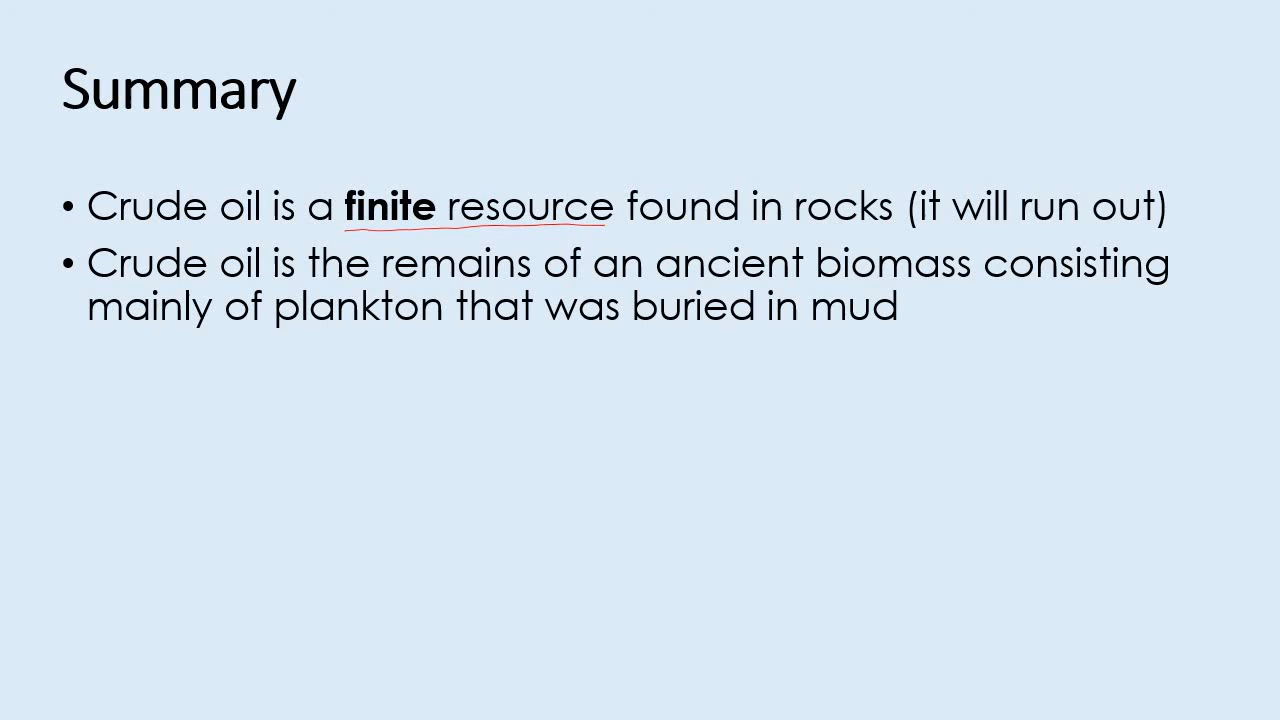 Summary
• Crude oil is a finite resource found in rocks (it will run out)
• Crude oil is the remains of an ancient biomass consisting
mainly of plankton that was buried in mud